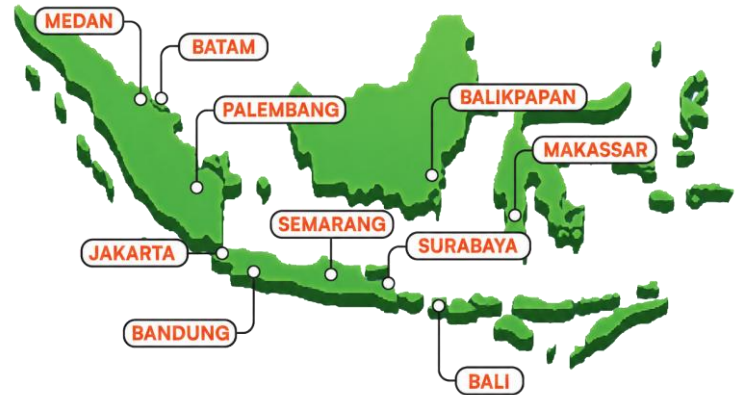 MEDAN
BATAM
PALEMBANG
BALIKPAPAN
MAKASSAR
SEMARANG
JAKARTA
SURABAYA
BANDUNG
BALI